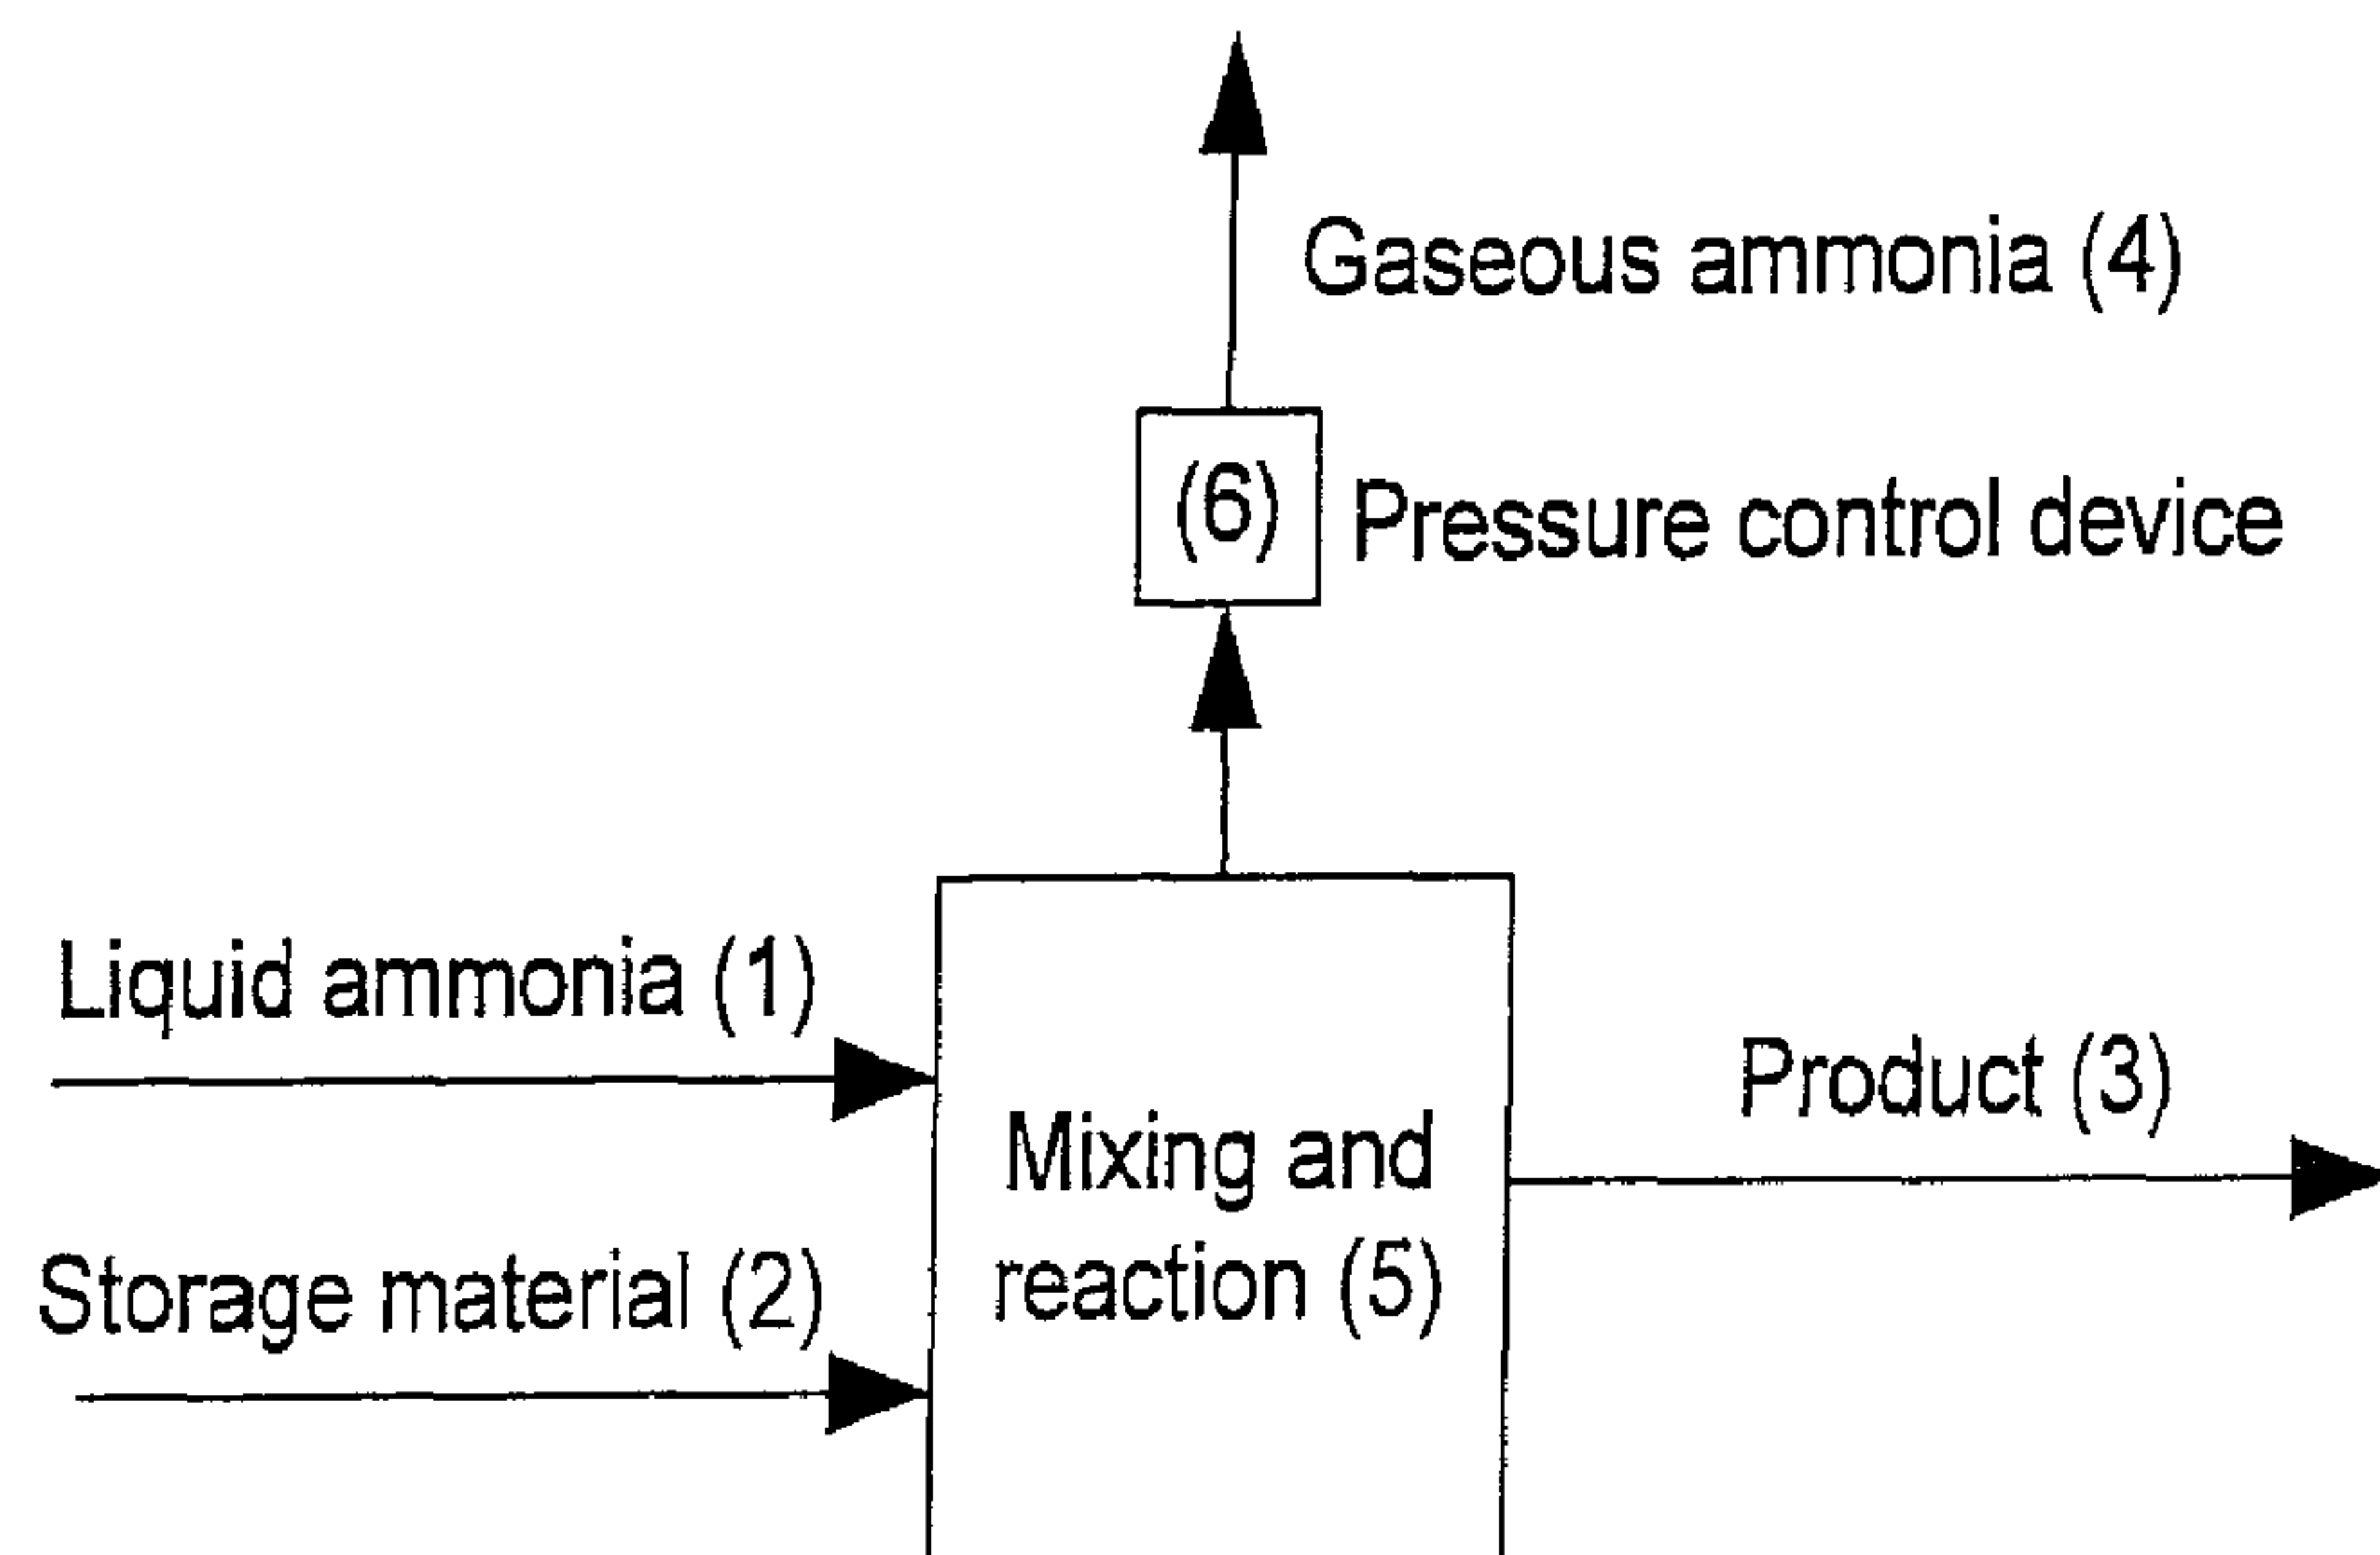 Gaseous ammonia (4)
(6)
Pressure control device
Liquid ammonia (1)
Product (3)
Mixing and
reaction (5)
Storage material (2)